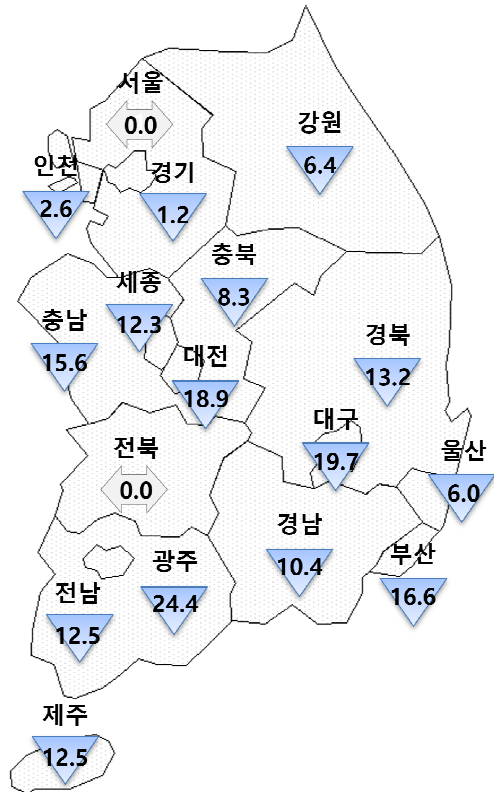 서울
0.0
강원
6.4
인천
2.6
경기
1.2
충북
8.3
세종
12.3
충남
15.6
대전
18.9
경북
13.2
대구
19.7
울산
6.0
전북
0.0
경남
10.4
부산
16.6
광주
24.4
전남
12.5
제주
12.5